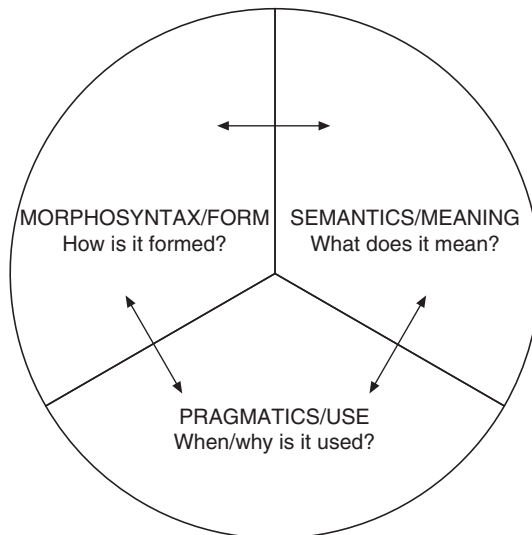 MORPHOSYNTAX/FORM
How is it formed?
SEMANTICS/MEANING
What does it mean?
PRAGMATICS/USE
When/why is it used?